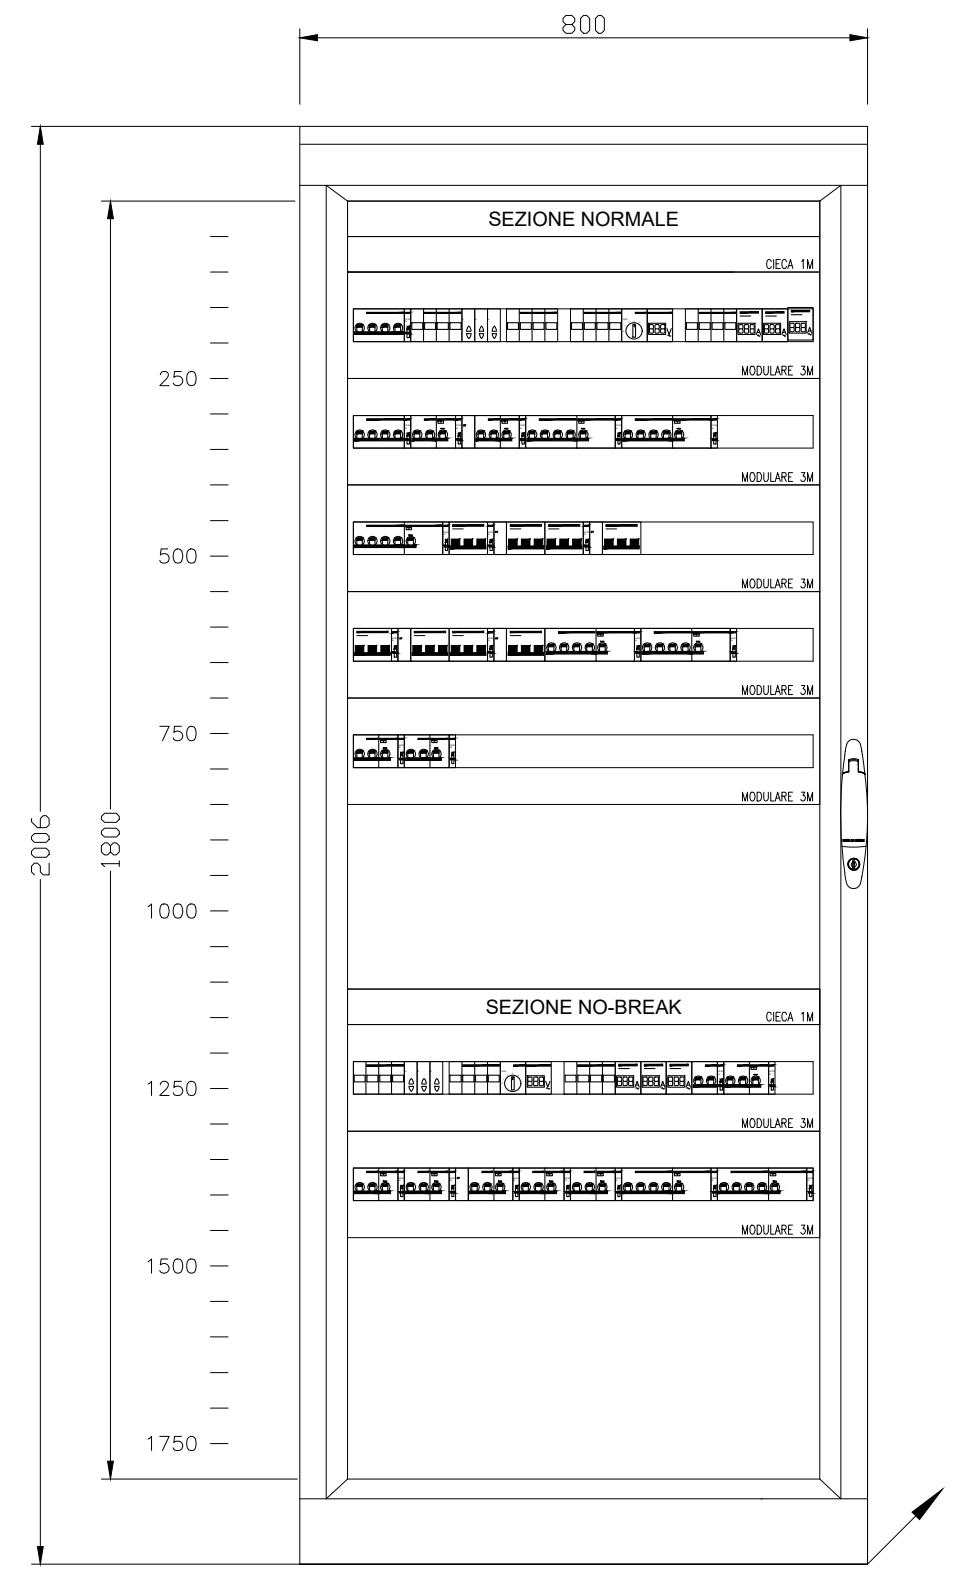 800
SEZIONE NORMALE
CIECA 1M
MODULARE 3M
250
MODULARE 3M
500
MODULARE 3M
MODULARE 3M
750
MODULARE 3M
2006
1800
1000
SEZIONE NO-BREAK
CIECA 1M
1250
MODULARE 3M
MODULARE 3M
1500
1750